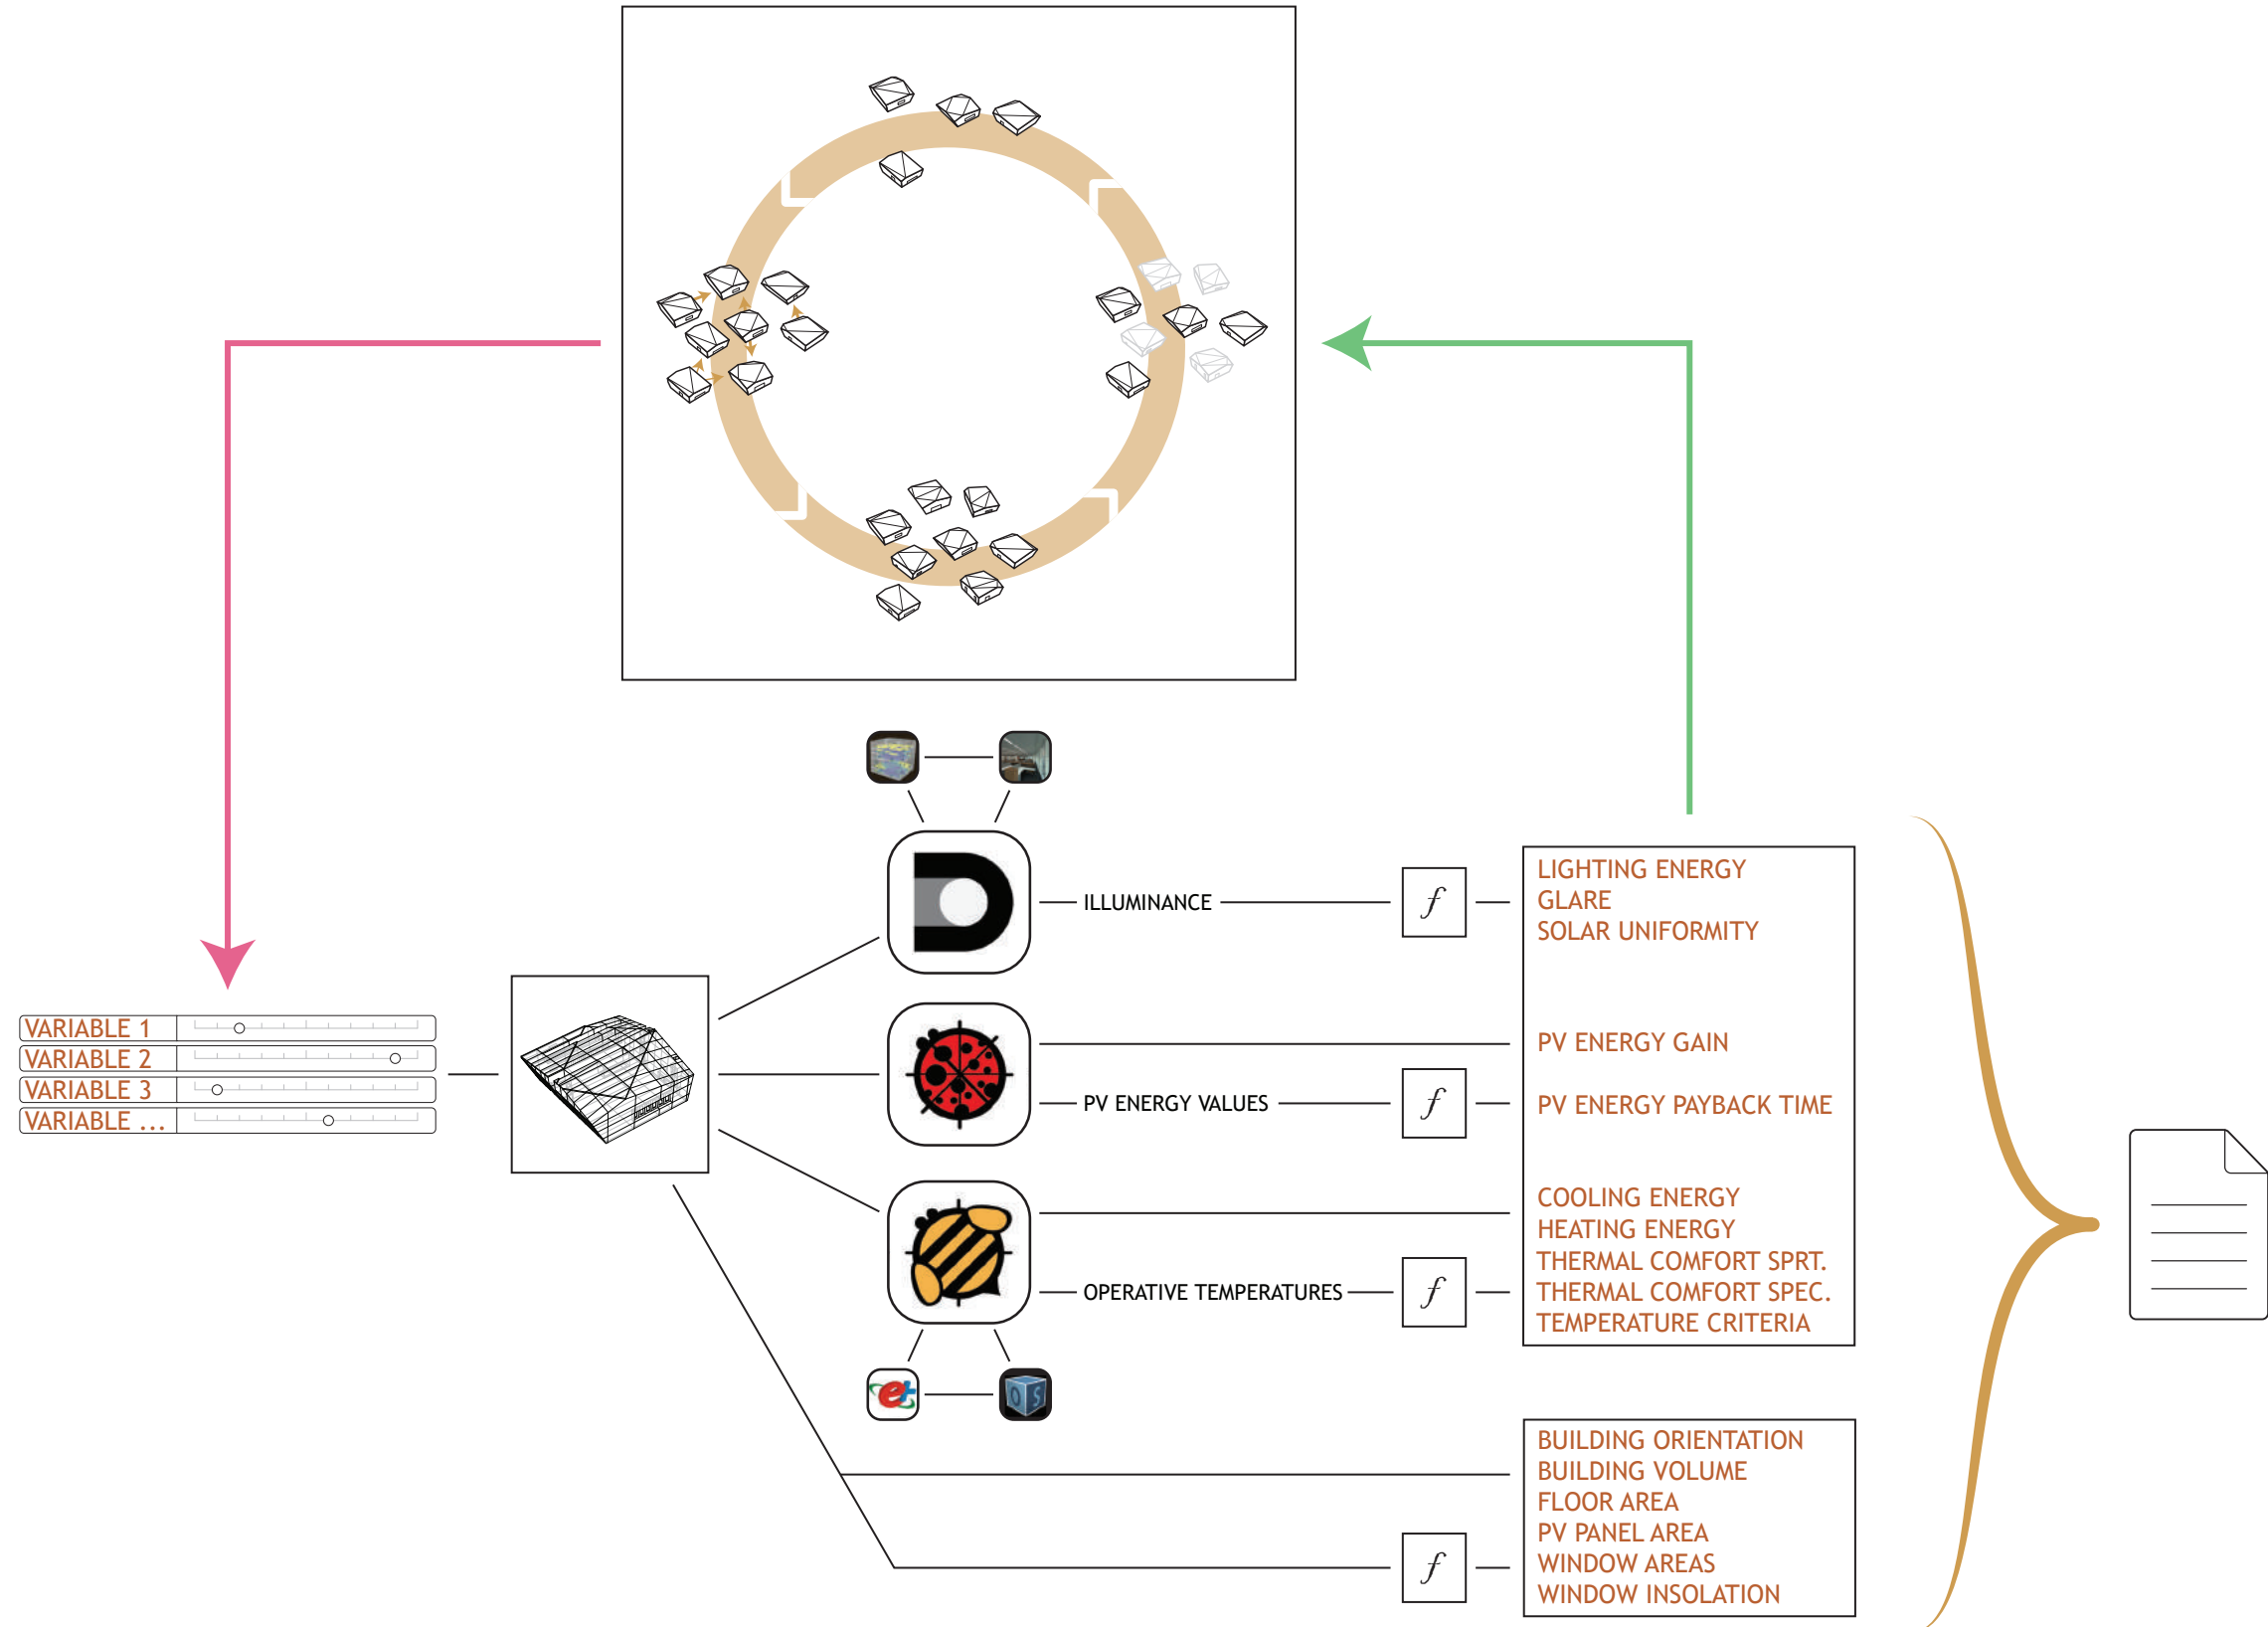 VARIABLE 1
VARIABLE 2
VARIABLE 3
VARIABLE ...
ILLUMINANCE
f
LIGHTING ENERGY
GLARE
SOLAR UNIFORMITY
PV ENERGY GAIN
PV ENERGY VALUES
f
PV ENERGY PAYBACK TIME
COOLING ENERGY
HEATING ENERGY
THERMAL COMFORT SPRT.
OPERATIVE TEMPERATURES
f
THERMAL COMFORT SPEC.
TEMPERATURE CRITERIA
et
OS
BUILDING ORIENTATION
BUILDING VOLUME
FLOOR AREA
PV PANEL AREA
f
WINDOW AREAS
WINDOW INSOLATION